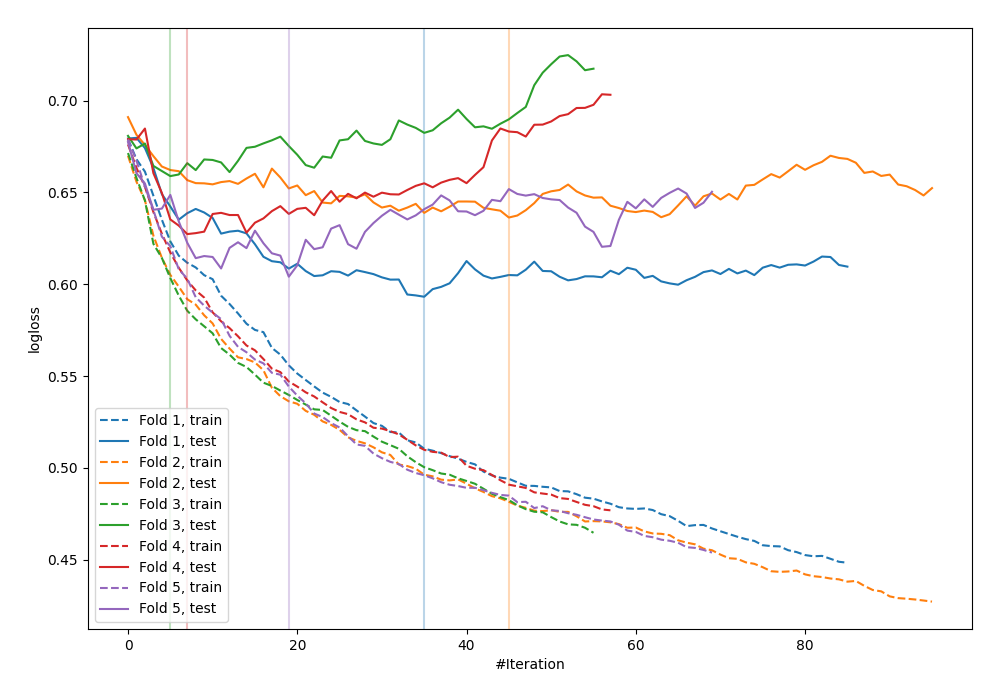 0.70
0.65
0.60
0.55
0.50
0.45
logloss
Fold 1, train
Fold 1, test
Fold 2, train
Fold 2, test
Fold 3, train
Fold 3, test
Fold 4, train
Fold 4, test
Fold 5, train
Fold 5, test
0 20 40 60 80
#Iteration